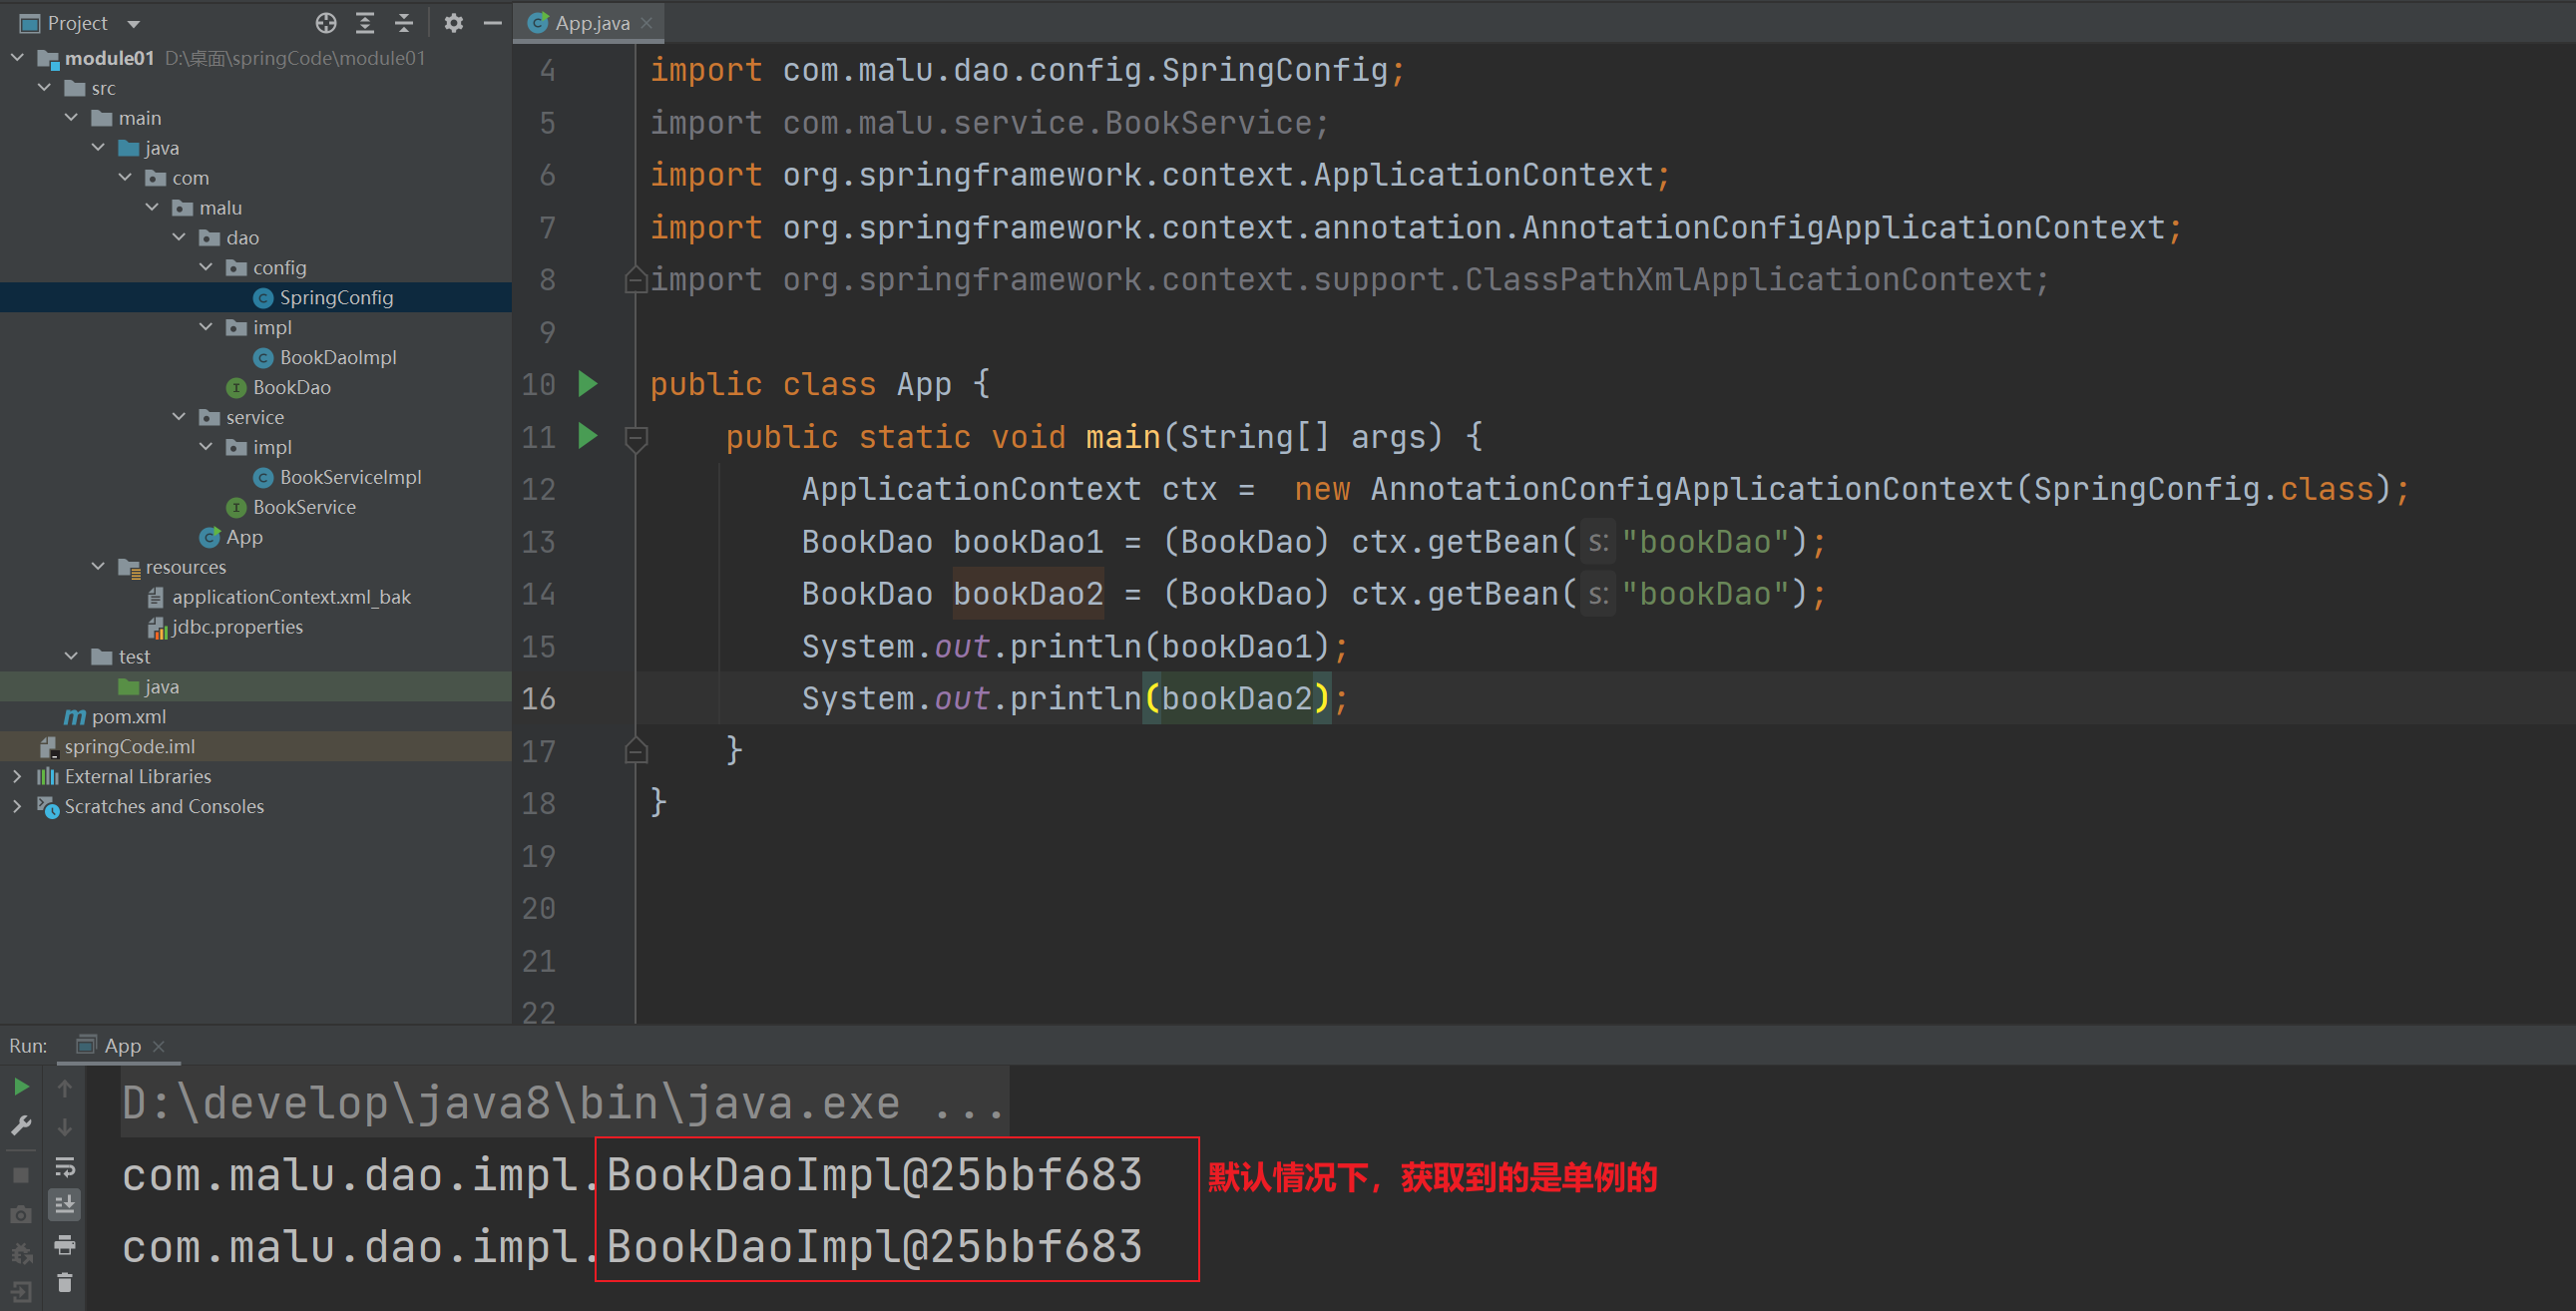 Project
module01 D:\桌面\springCode\module01
src
main
java
com
malu
dao
config
SpringConfig
impl
BookDaoImpl
BookDao
service
impl
BookServiceImpl
BookService
App
resources
applicationContext.xml_bak
jdbc.properties
test
java
pom.xml
springCode.iml
External Libraries
Scratches and Consoles
App.java
4 import com.malu.dao.config.SpringConfig;
5 import com.malu.service.BookService;
6 import org.springframework.context.ApplicationContext;
7 import org.springframework.context.annotation.AnnotationConfigApplicationContext;
8 import org.springframework.context.support.ClassPathXmlApplicationContext;
9
10 public class App {
11 public static void main(String[] args) {
12 ApplicationContext ctx = new AnnotationConfigApplicationContext(SpringConfig.class);
13 BookDao bookDao1 = (BookDao) ctx.getBean( s: "bookDao");
14 BookDao bookDao2 = (BookDao) ctx.getBean( s: "bookDao");
15 System.out.println(bookDao1);
16 System.out.println(bookDao2);
17 }
18 }
19
20
21
22
Run: App
D:\develop\java8\bin\java.exe ...
com.malu.dao.impl.BookDaoImpl@25bbf683
默认情况下，获取到的是单例的
com.malu.dao.impl.BookDaoImpl@25bbf683